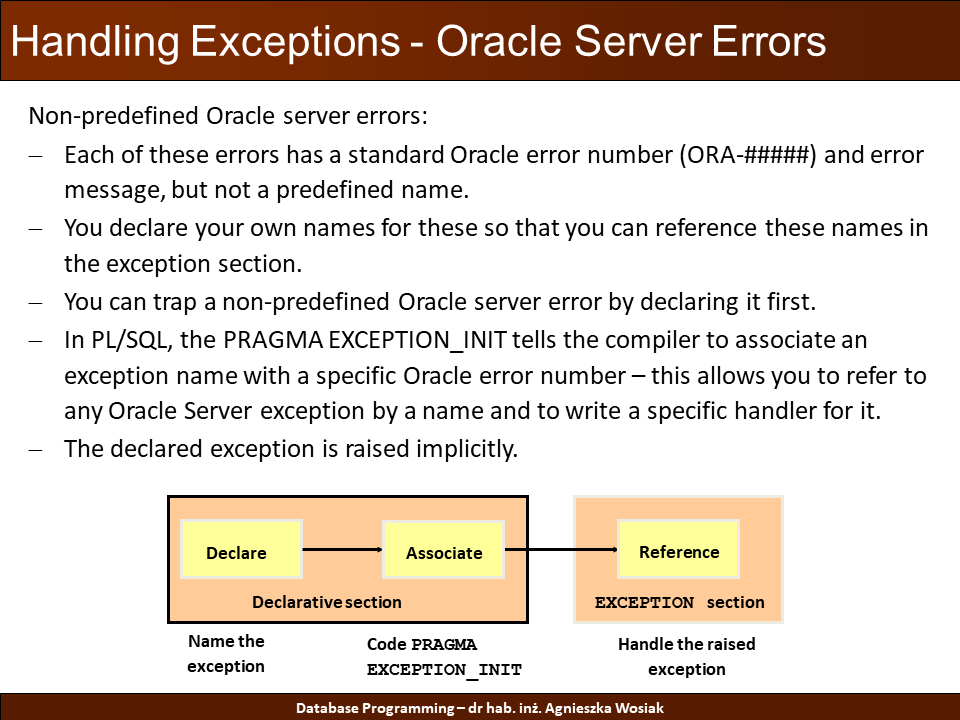 Handling Exceptions - Oracle Server Errors
Non-predefined Oracle server errors:
– Each of these errors has a standard Oracle error number (ORA-#####) and error
message, but not a predefined name.
– You declare your own names for these so that you can reference these names in
the exception section.
– You can trap a non-predefined Oracle server error by declaring it first.
– In PL/SQL, the PRAGMA EXCEPTION_INIT tells the compiler to associate an
exception name with a specific Oracle error number – this allows you to refer to
any Oracle Server exception by a name and to write a specific handler for it.
– The declared exception is raised implicitly.
Declare
Associate
Reference
Declarative section
EXCEPTION section
Name the
exception
Code PRAGMA
EXCEPTION_INIT
Handle the raised
exception
Database Programming – dr hab. inż. Agnieszka Wosiak